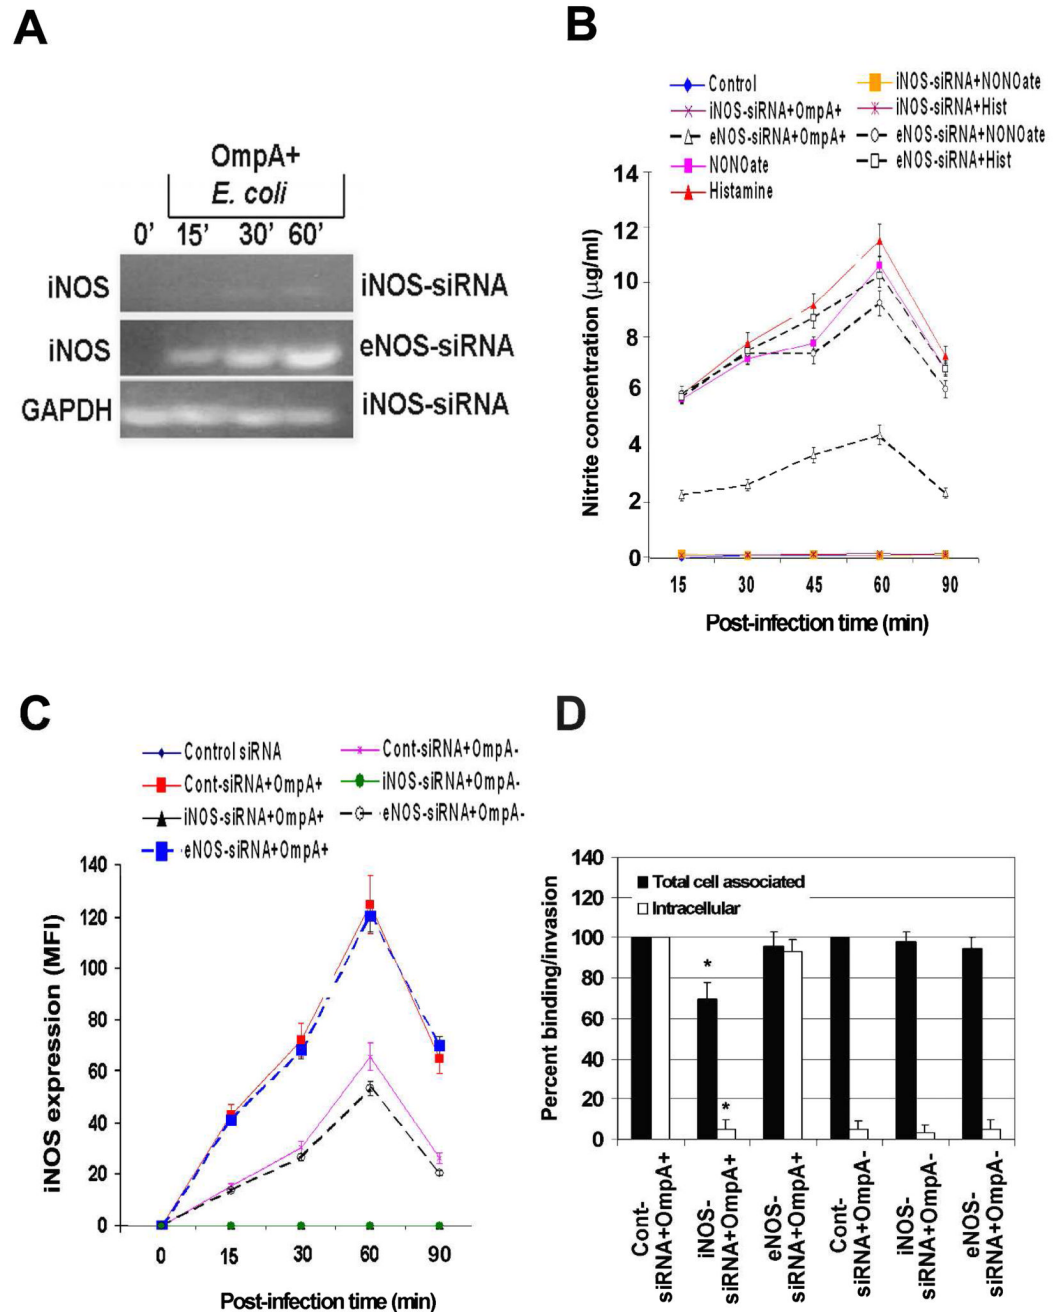 A
OmpA+
E. coli
0’ 15’ 30’ 60’
iNOS iNOS-siRNA
iNOS eNOS-siRNA
GAPDH iNOS-siRNA
B
Control iNOS-siRNA+NONOate
iNOS-siRNA+OmpA+ iNOS-siRNA+Hist
eNOS-siRNA+OmpA+ eNOS-siRNA+NONOate
NONOate eNOS-siRNA+Hist
Histamine
Nitrite concentration (µg/ml)
14
12
10
8
6
4
2
0
15 30 45 60 90
Post-infection time (min)
C
Control siRNA Cont-siRNA+OmpA-
Cont-siRNA+OmpA+ iNOS-siRNA+OmpA-
iNOS-siRNA+OmpA+ eNOS-siRNA+OmpA-
eNOS-siRNA+OmpA+
iNOS expression (MFI)
140
120
100
80
60
40
20
0
0 15 30 60 90
Post-infection time (min)
D
Percent binding/invasion
140
120
100
80
60
40
20
0
Total cell associated
Intracellular
*
*
Cont-
siRNA+OmpA+
iNOS-
siRNA+OmpA+
eNOS-
siRNA+OmpA+
Cont-
siRNA+OmpA-
iNOS-
siRNA+OmpA-
eNOS-
siRNA+OmpA-